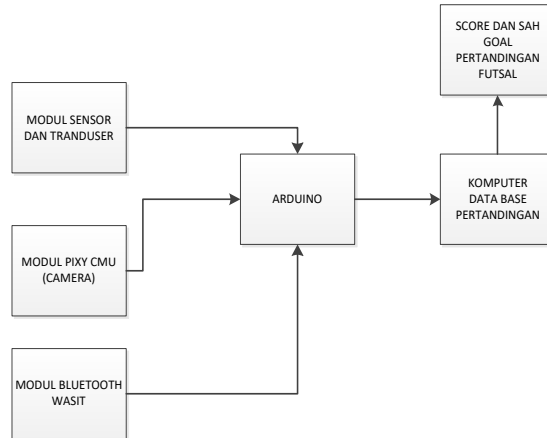 SCORE DAN SAH
GOAL
PERTANDINGAN
FUTSAL
MODUL SENSOR
DAN TRANDUSER
ARDUINO
KOMPUTER
DATA BASE
PERTANDINGAN
MODUL PIXY CMU
(CAMERA)
MODUL BLUETOOTH
WASIT